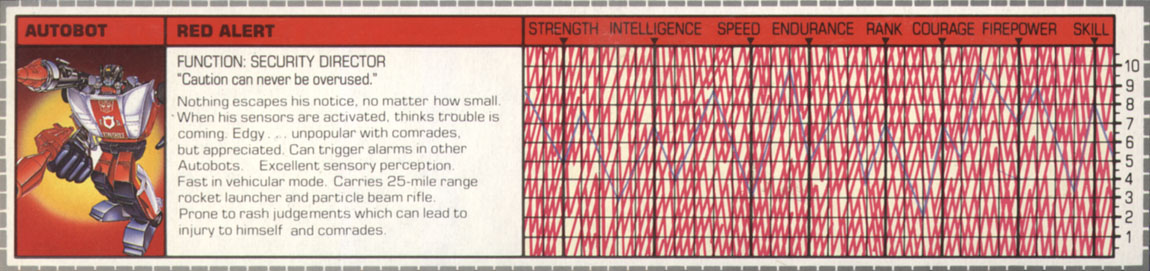 AUTOBOT
RED ALERT
FUNCTION: SECURITY DIRECTOR
"Caution can never be overused."
Nothing escapes his notice, no matter how small.
When his sensors are activated, thinks trouble is
coming. Edgy . . . unpopular with comrades,
but appreciated. Can trigger alarms in other
Autobots. Excellent sensory perception.
Fast in vehicular mode. Carries 25-mile range
rocket launcher and particle beam rifle.
Prone to rash judgements which can lead to
injury to himself and comrades.
STRENGTH INTELLIGENCE SPEED ENDURANCE RANK COURAGE FIREPOWER SKILL
10
9
8
7
6
5
4
3
2
1